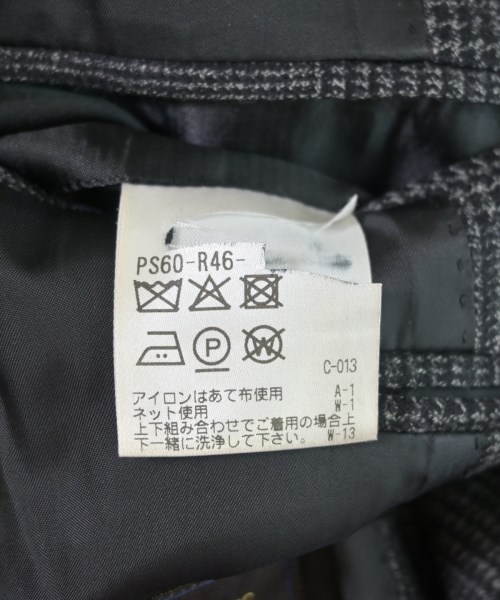 PS60-R46-
P W
C-013
アイロンはあて布使用 A-1
ネット使用 W-1
上下組み合わせでご着用の場合上
下一緒に洗浄して下さい。 W-13